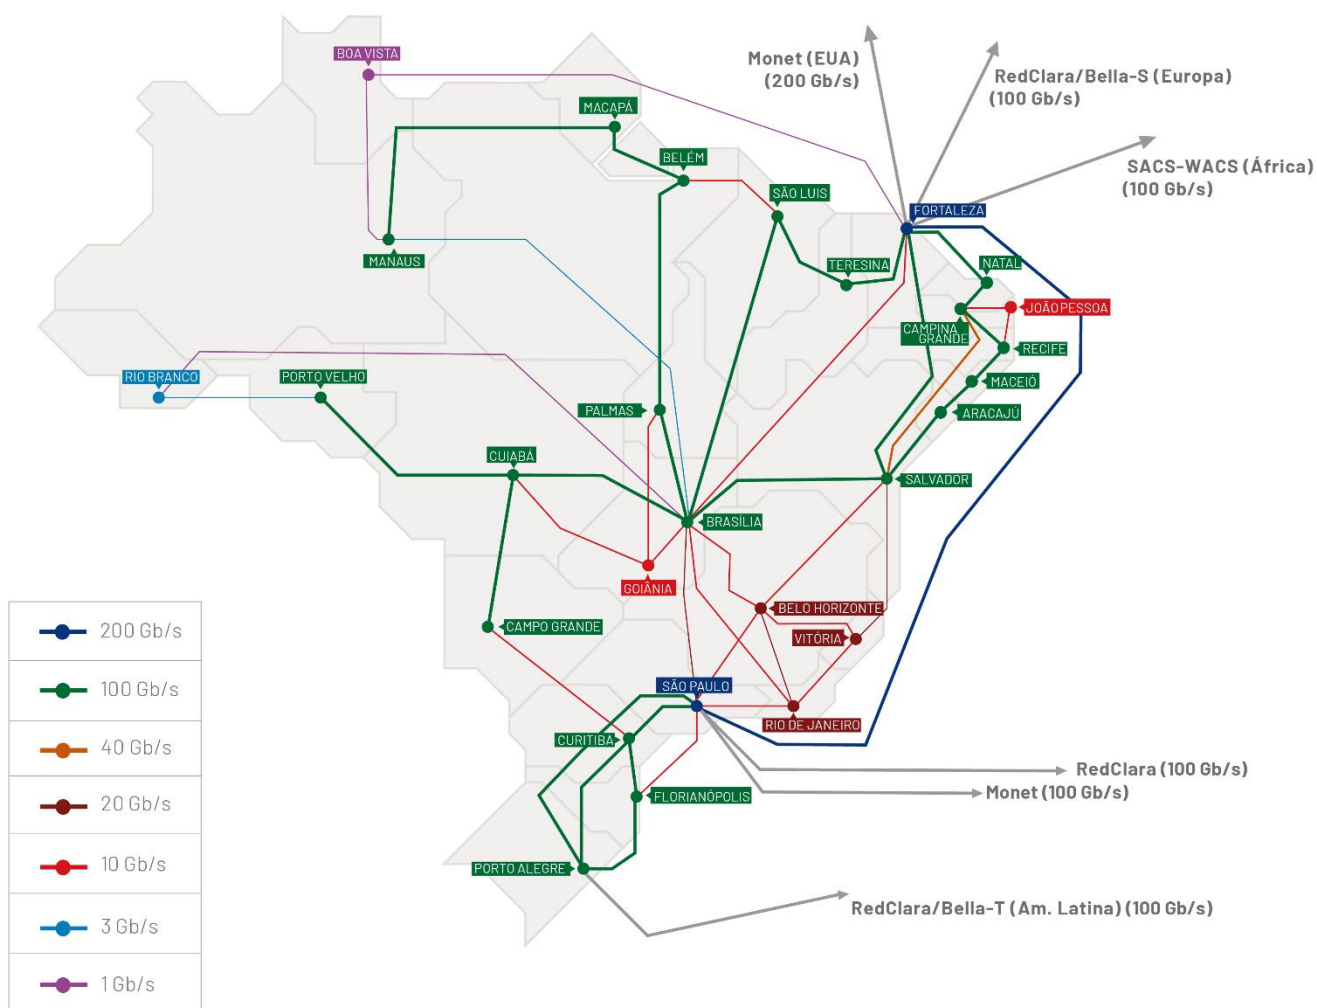 BOA VISTA
Monet (EUA)
(200 Gb/s)
RedClara/Bella-S (Europa)
(100 Gb/s)
MACAPÁ
SACS-WACS (África)
(100 Gb/s)
BELÉM
SÃO LUIS
FORTALEZA
MANAUS
TERESINA
NATAL
JOÃO PESSOA
CAMPINA
GRANDE
RECIFE
RIO BRANCO
PORTO VELHO
MACEIÓ
PALMAS
ARACAJÚ
CUIABÁ
SALVADOR
BRASÍLIA
GOIÂNIA
BELO HORIZONTE
CAMPO GRANDE
VITÓRIA
SÃO PAULO
RIO DE JANEIRO
CURITIBA
RedClara (100 Gb/s)
Monet (100 Gb/s)
FLORIANÓPOLIS
PORTO ALEGRE
RedClara/Bella-T (Am. Latina) (100 Gb/s)
200 Gb/s
100 Gb/s
40 Gb/s
20 Gb/s
10 Gb/s
3 Gb/s
1 Gb/s